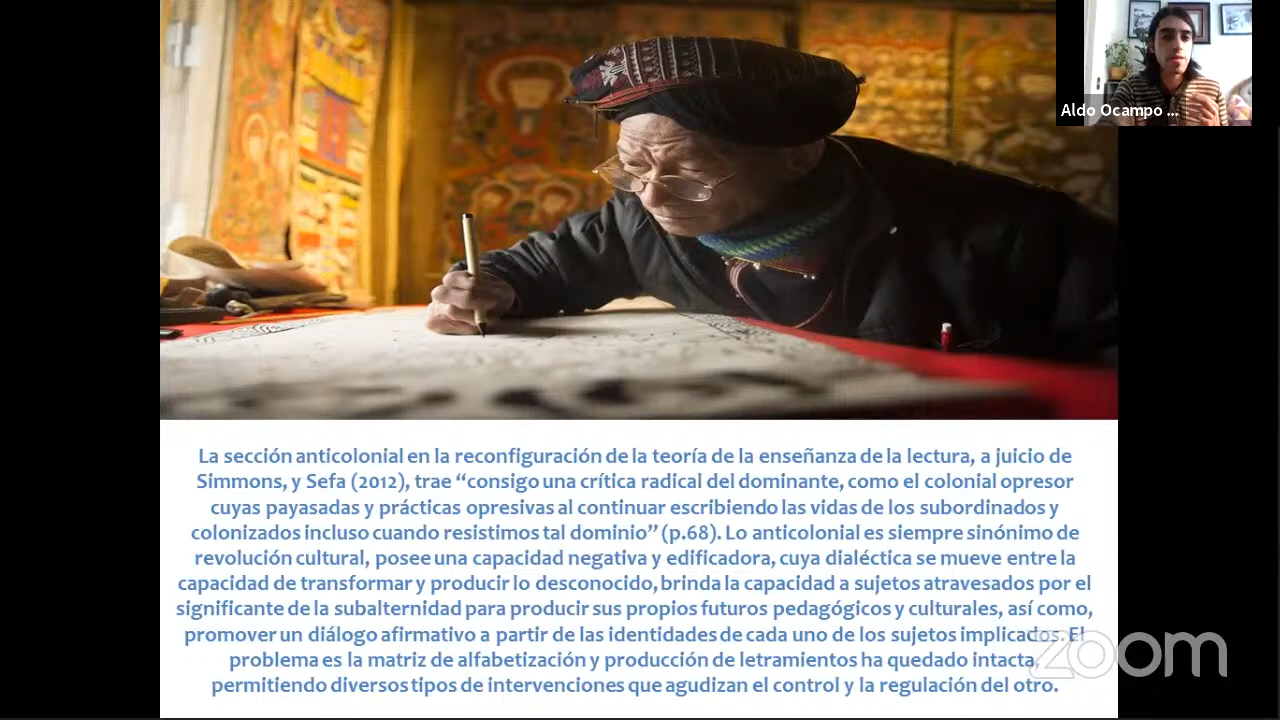 Aldo Ocampo ...
La sección anticolonial en la reconfiguración de la teoría de la enseñanza de la lectura, a juicio de
Simmons, y Sefa (2012), trae “consigo una crítica radical del dominante, como el colonial opresor
cuyas payasadas y prácticas opresivas al continuar escribiendo las vidas de los subordinados y
colonizados incluso cuando resistimos tal dominio” (p.68). Lo anticolonial es siempre sinónimo de
revolución cultural, posee una capacidad negativa y edificadora, cuya dialéctica se mueve entre la
capacidad de transformar y producir lo desconocido, brinda la capacidad a sujetos atravesados por el
significante de la subalternidad para producir sus propios futuros pedagógicos y culturales, así como,
promover un diálogo afirmativo a partir de las identidades de cada uno de los sujetos implicados. El
problema es la matriz de alfabetización y producción de letramientos ha quedado intacta,
permitiendo diversos tipos de intervenciones que agudizan el control y la regulación del otro.
zoom